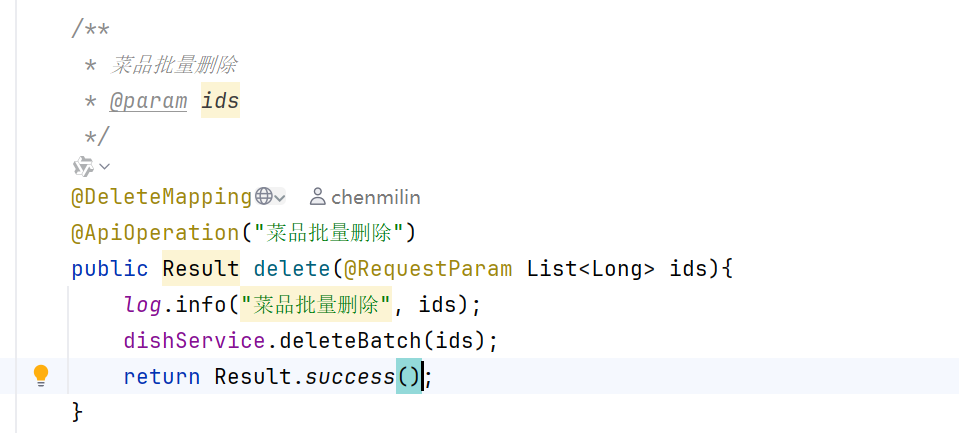 /**
 * 菜品批量删除
 * @param ids
 */
@DeleteMapping chenmilin
@ApiOperation("菜品批量删除")
public Result delete(@RequestParam List<Long> ids){
    log.info("菜品批量删除", ids);
    dishService.deleteBatch(ids);
    return Result.success();
}